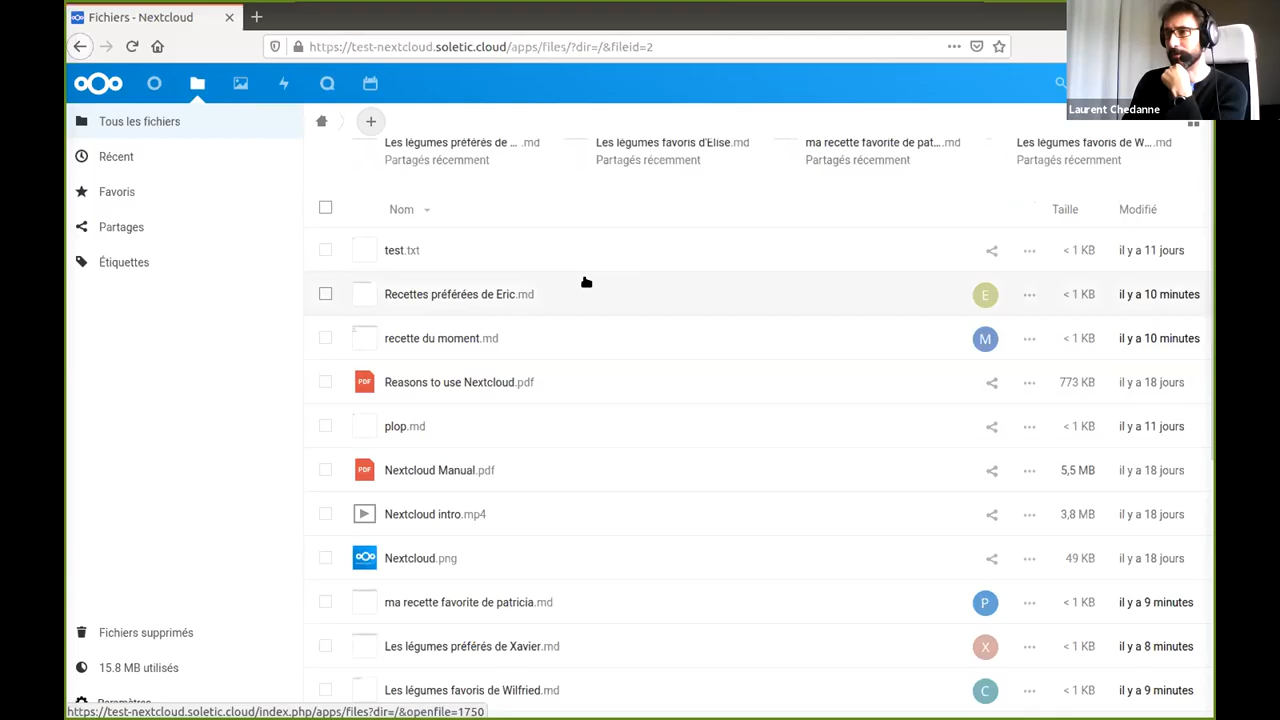 Fichiers - Nextcloud
https://test-nextcloud.soletic.cloud/apps/files/?dir=/&fileid=2
Laurent Chedanne
Tous les fichiers
Récent
Favoris
Partages
Étiquettes
Les légumes préférés de ... .md
Partagés récemment
Les légumes favoris d'Elise.md
Partagés récemment
ma recette favorite de pat... .md
Partagés récemment
Les légumes favoris de W... .md
Partagés récemment
Nom Taille Modifié
test.txt < 1 KB il y a 11 jours
Recettes préférées de Eric.md E < 1 KB il y a 10 minutes
recette du moment.md M < 1 KB il y a 10 minutes
PDF Reasons to use Nextcloud.pdf 773 KB il y a 18 jours
plop.md < 1 KB il y a 11 jours
PDF Nextcloud Manual.pdf 5,5 MB il y a 18 jours
Nextcloud intro.mp4 3,8 MB il y a 18 jours
Nextcloud.png 49 KB il y a 18 jours
ma recette favorite de patricia.md P < 1 KB il y a 9 minutes
Les légumes préférés de Xavier.md X < 1 KB il y a 8 minutes
Les légumes favoris de Wilfried.md C < 1 KB il y a 9 minutes
Fichiers supprimés
15.8 MB utilisés
Paramètres
https://test-nextcloud.soletic.cloud/index.php/apps/files?dir=/&openfile=1750